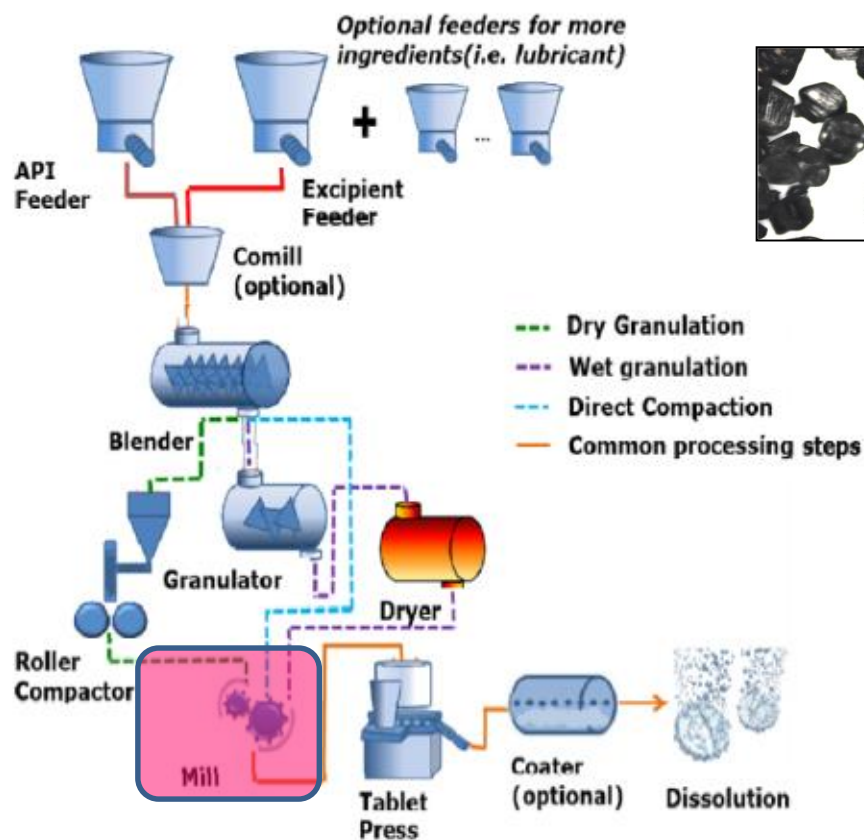 Optional feeders for more
ingredients(i.e. lubricant)
+
...
API
Feeder
Excipient
Feeder
Comill
(optional)
Dry Granulation
Wet granulation
Direct Compaction
Common processing steps
Blender
Granulator
Dryer
Roller
Compactor
Mill
Tablet
Press
Coater
(optional)
Dissolution